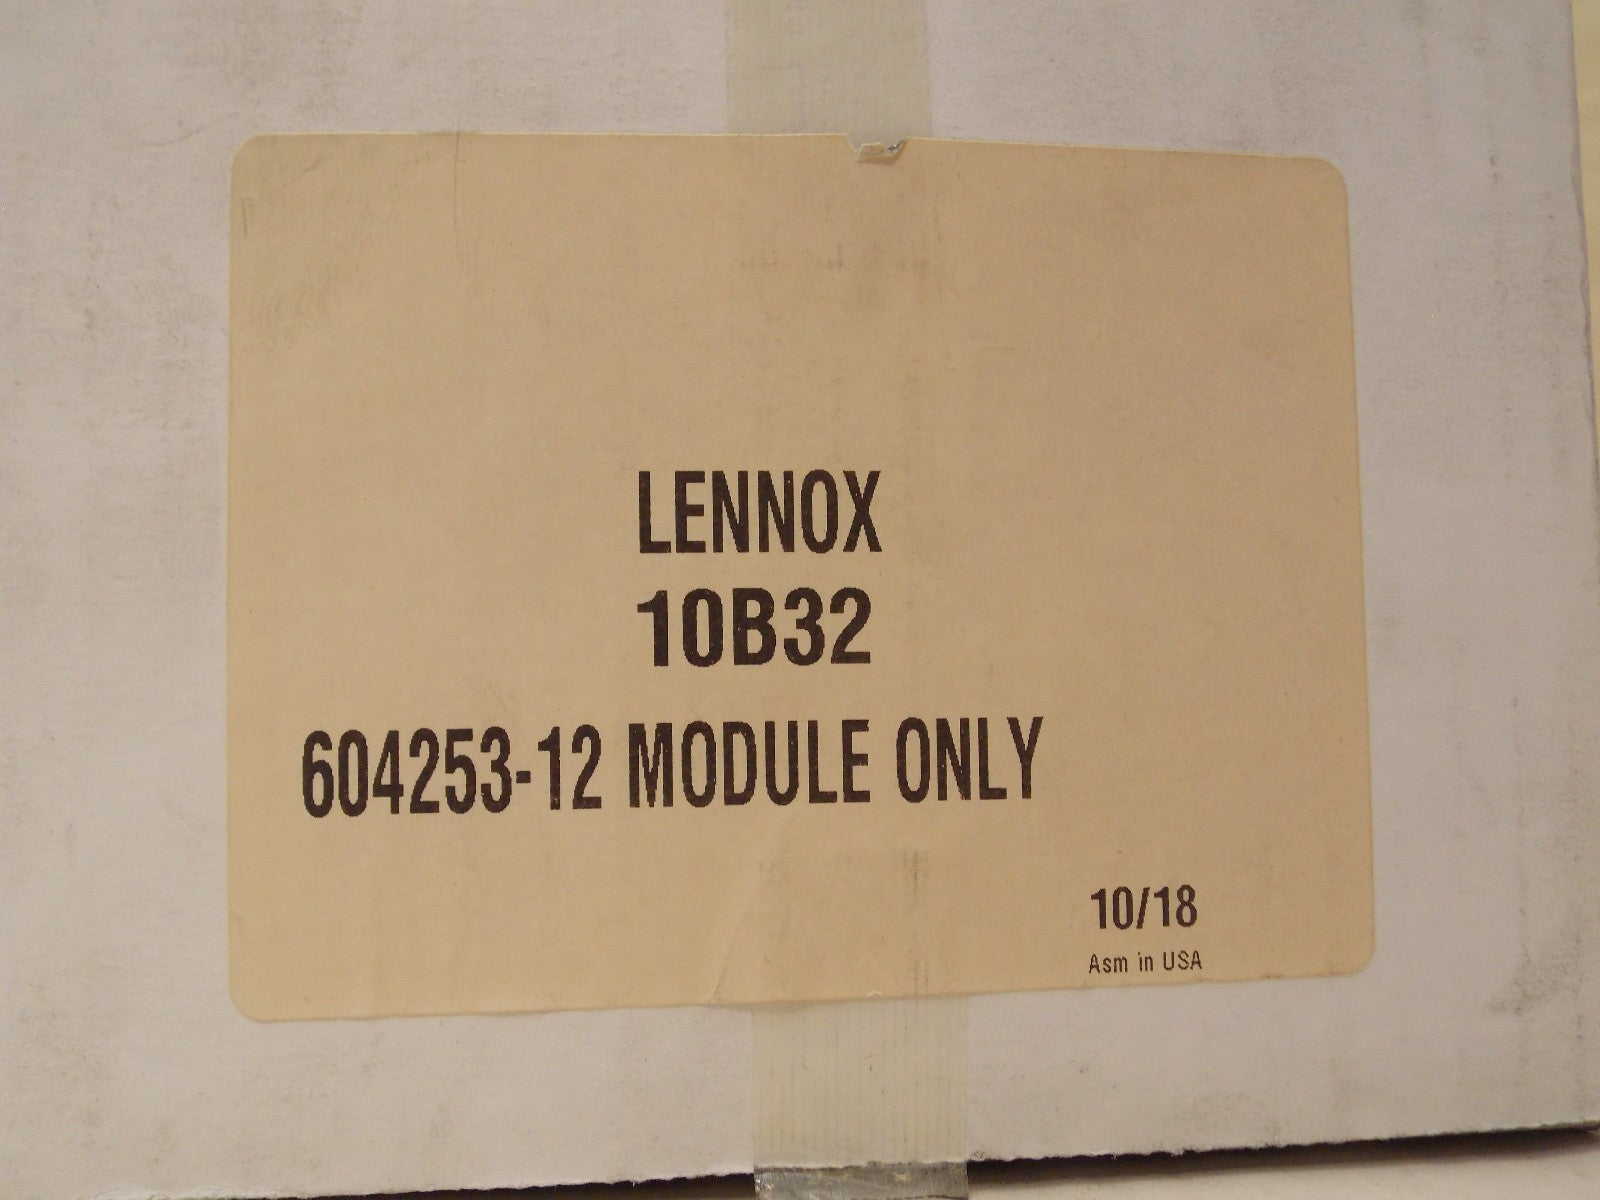 LENNOX
10B32
604253-12 MODULE ONLY
10/18
Asm in USA